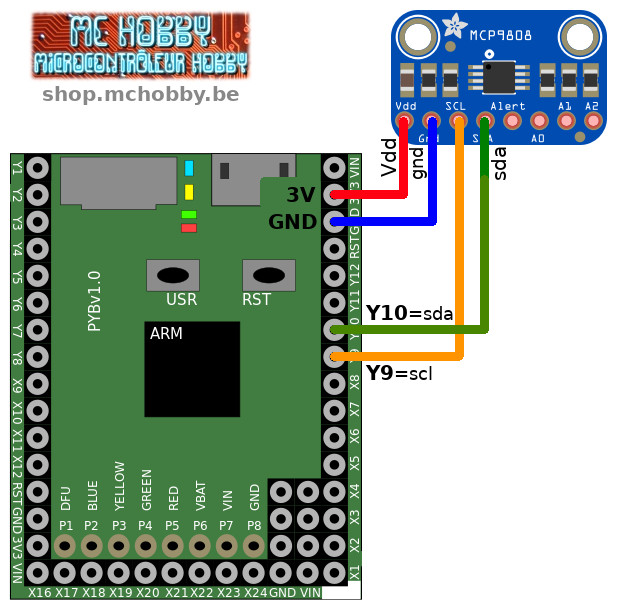 MC HOBBY
MICROCONTRÔLEUR HOBBY
shop.mchobby.be
MCP9808
Vdd SCL Alert A1 A2
Gnd SDA A0
Vdd
gnd
sda
3V
GND
Y10=sda
Y9=scl
Y1
Y2
Y3
Y4
Y5
Y6
Y7
Y8
X9
X10
X11
X12
RST
GND
3V3
VIN
PYBv1.0
USR
RST
ARM
VIN
3V3
GND
RST
Y12
Y11
Y10
Y9
X8
X7
X6
X5
X4
X3
X2
X1
DFU BLUE YELLOW GREEN RED VBAT VIN GND
P1 P2 P3 P4 P5 P6 P7 P8
X16 X17 X18 X19 X20 X21 X22 X23 X24 GND VIN